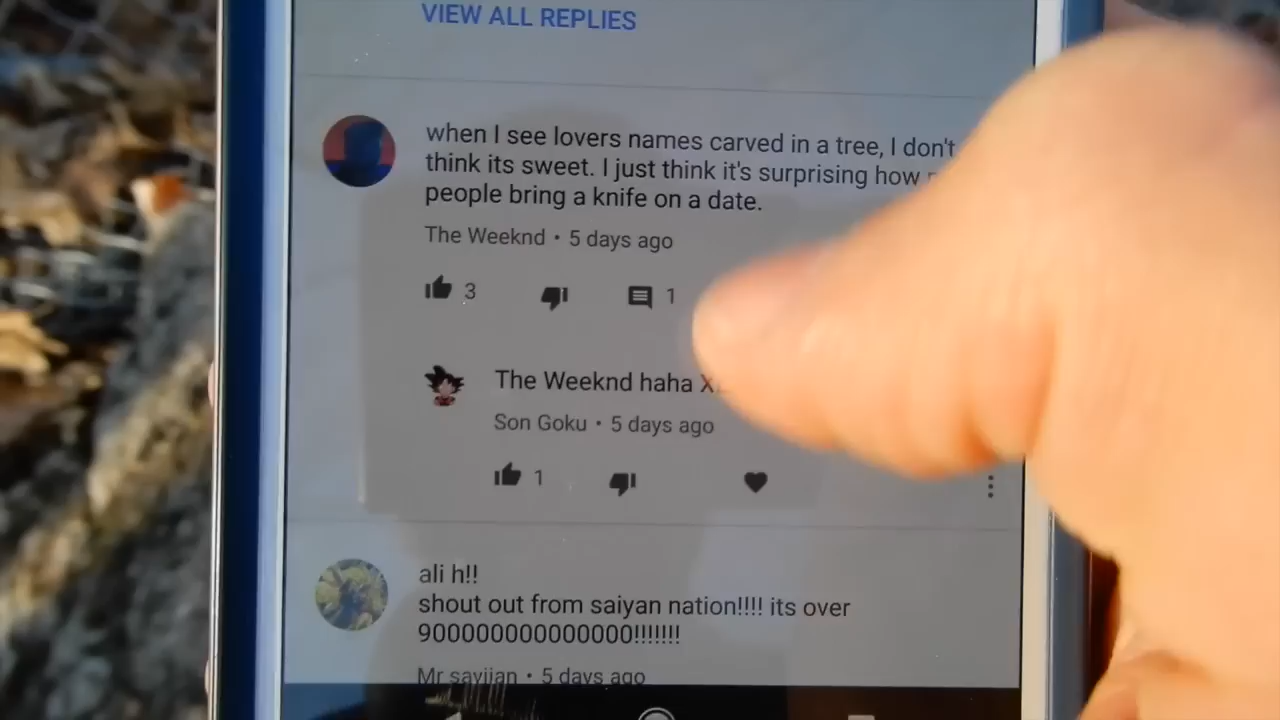 VIEW ALL REPLIES
when I see lovers names carved in a tree, I don't
think its sweet. I just think it's surprising how
people bring a knife on a date.
The Weeknd • 5 days ago
3
1
The Weeknd haha
Son Goku • 5 days ago
1
ali h!!
shout out from saiyan nation!!!! its over
900000000000000!!!!!!!
Mr sayijan • 5 days ago